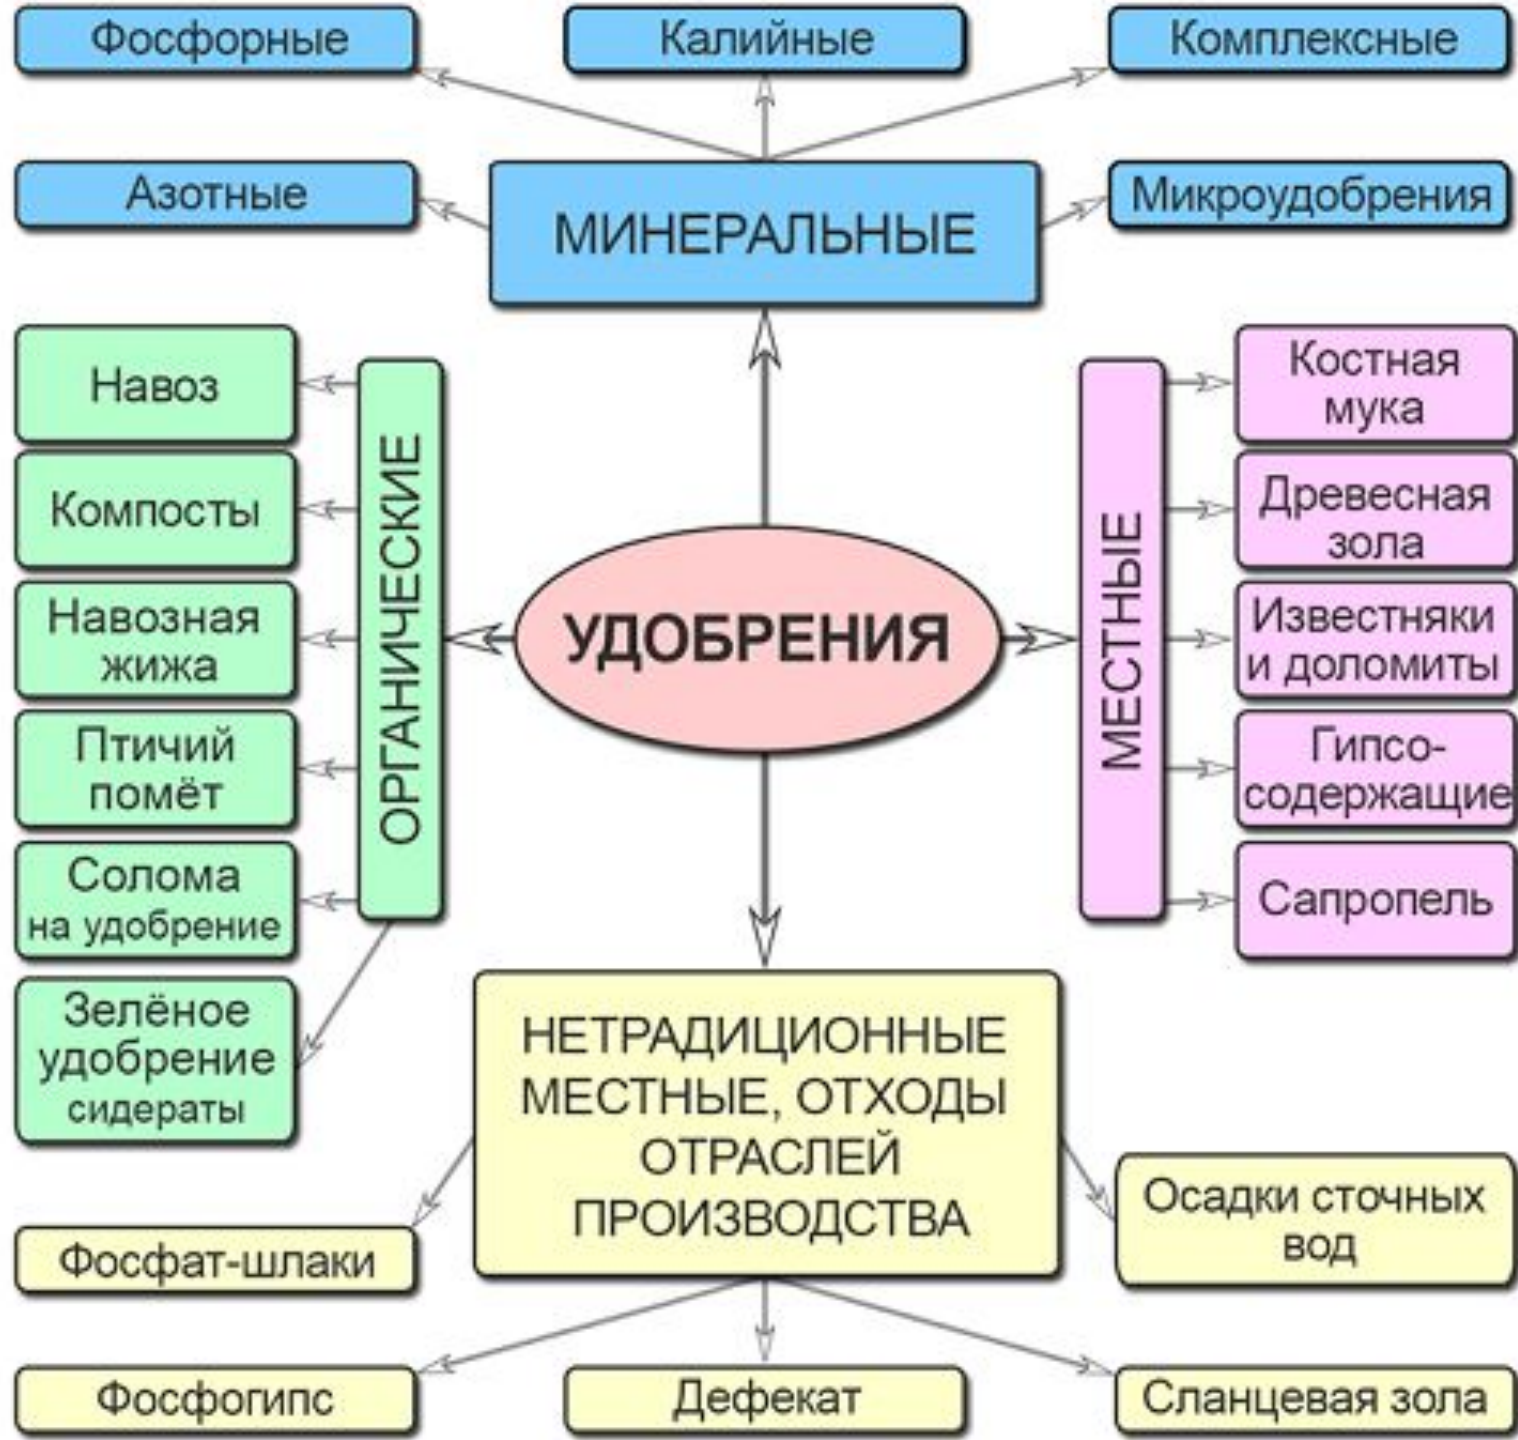 Фосфорные
Калийные
Комплексные
Азотные
МИНЕРАЛЬНЫЕ
Микроудобрения
Навоз
Компосты
Навозная
жижа
Птичий
помёт
Солома
на удобрение
Зелёное
удобрение
сидераты
ОРГАНИЧЕСКИЕ
УДОБРЕНИЯ
МЕСТНЫЕ
Костная
мука
Древесная
зола
Известняки
и доломиты
Гипсо-
содержащие
Сапропель
НЕТРАДИЦИОННЫЕ
МЕСТНЫЕ, ОТХОДЫ
ОТРАСЛЕЙ
ПРОИЗВОДСТВА
Фосфат-шлаки
Осадки сточных
вод
Фосфогипс
Дефекат
Сланцевая зола